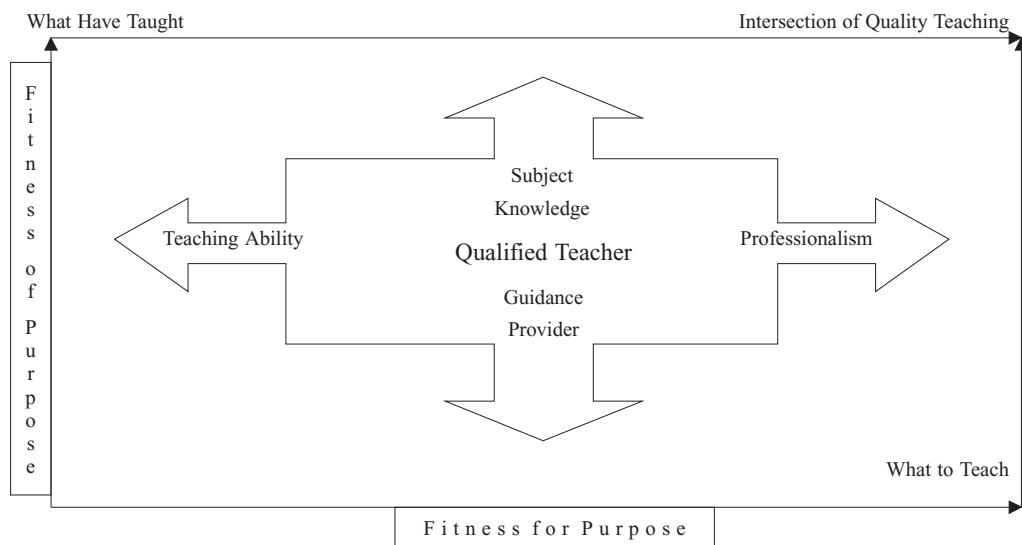 What Have Taught
Intersection of Quality Teaching
Fitness of Purpose
Subject
Knowledge
Teaching Ability
Professionalism
Qualified Teacher
Guidance
Provider
What to Teach
Fitness for Purpose